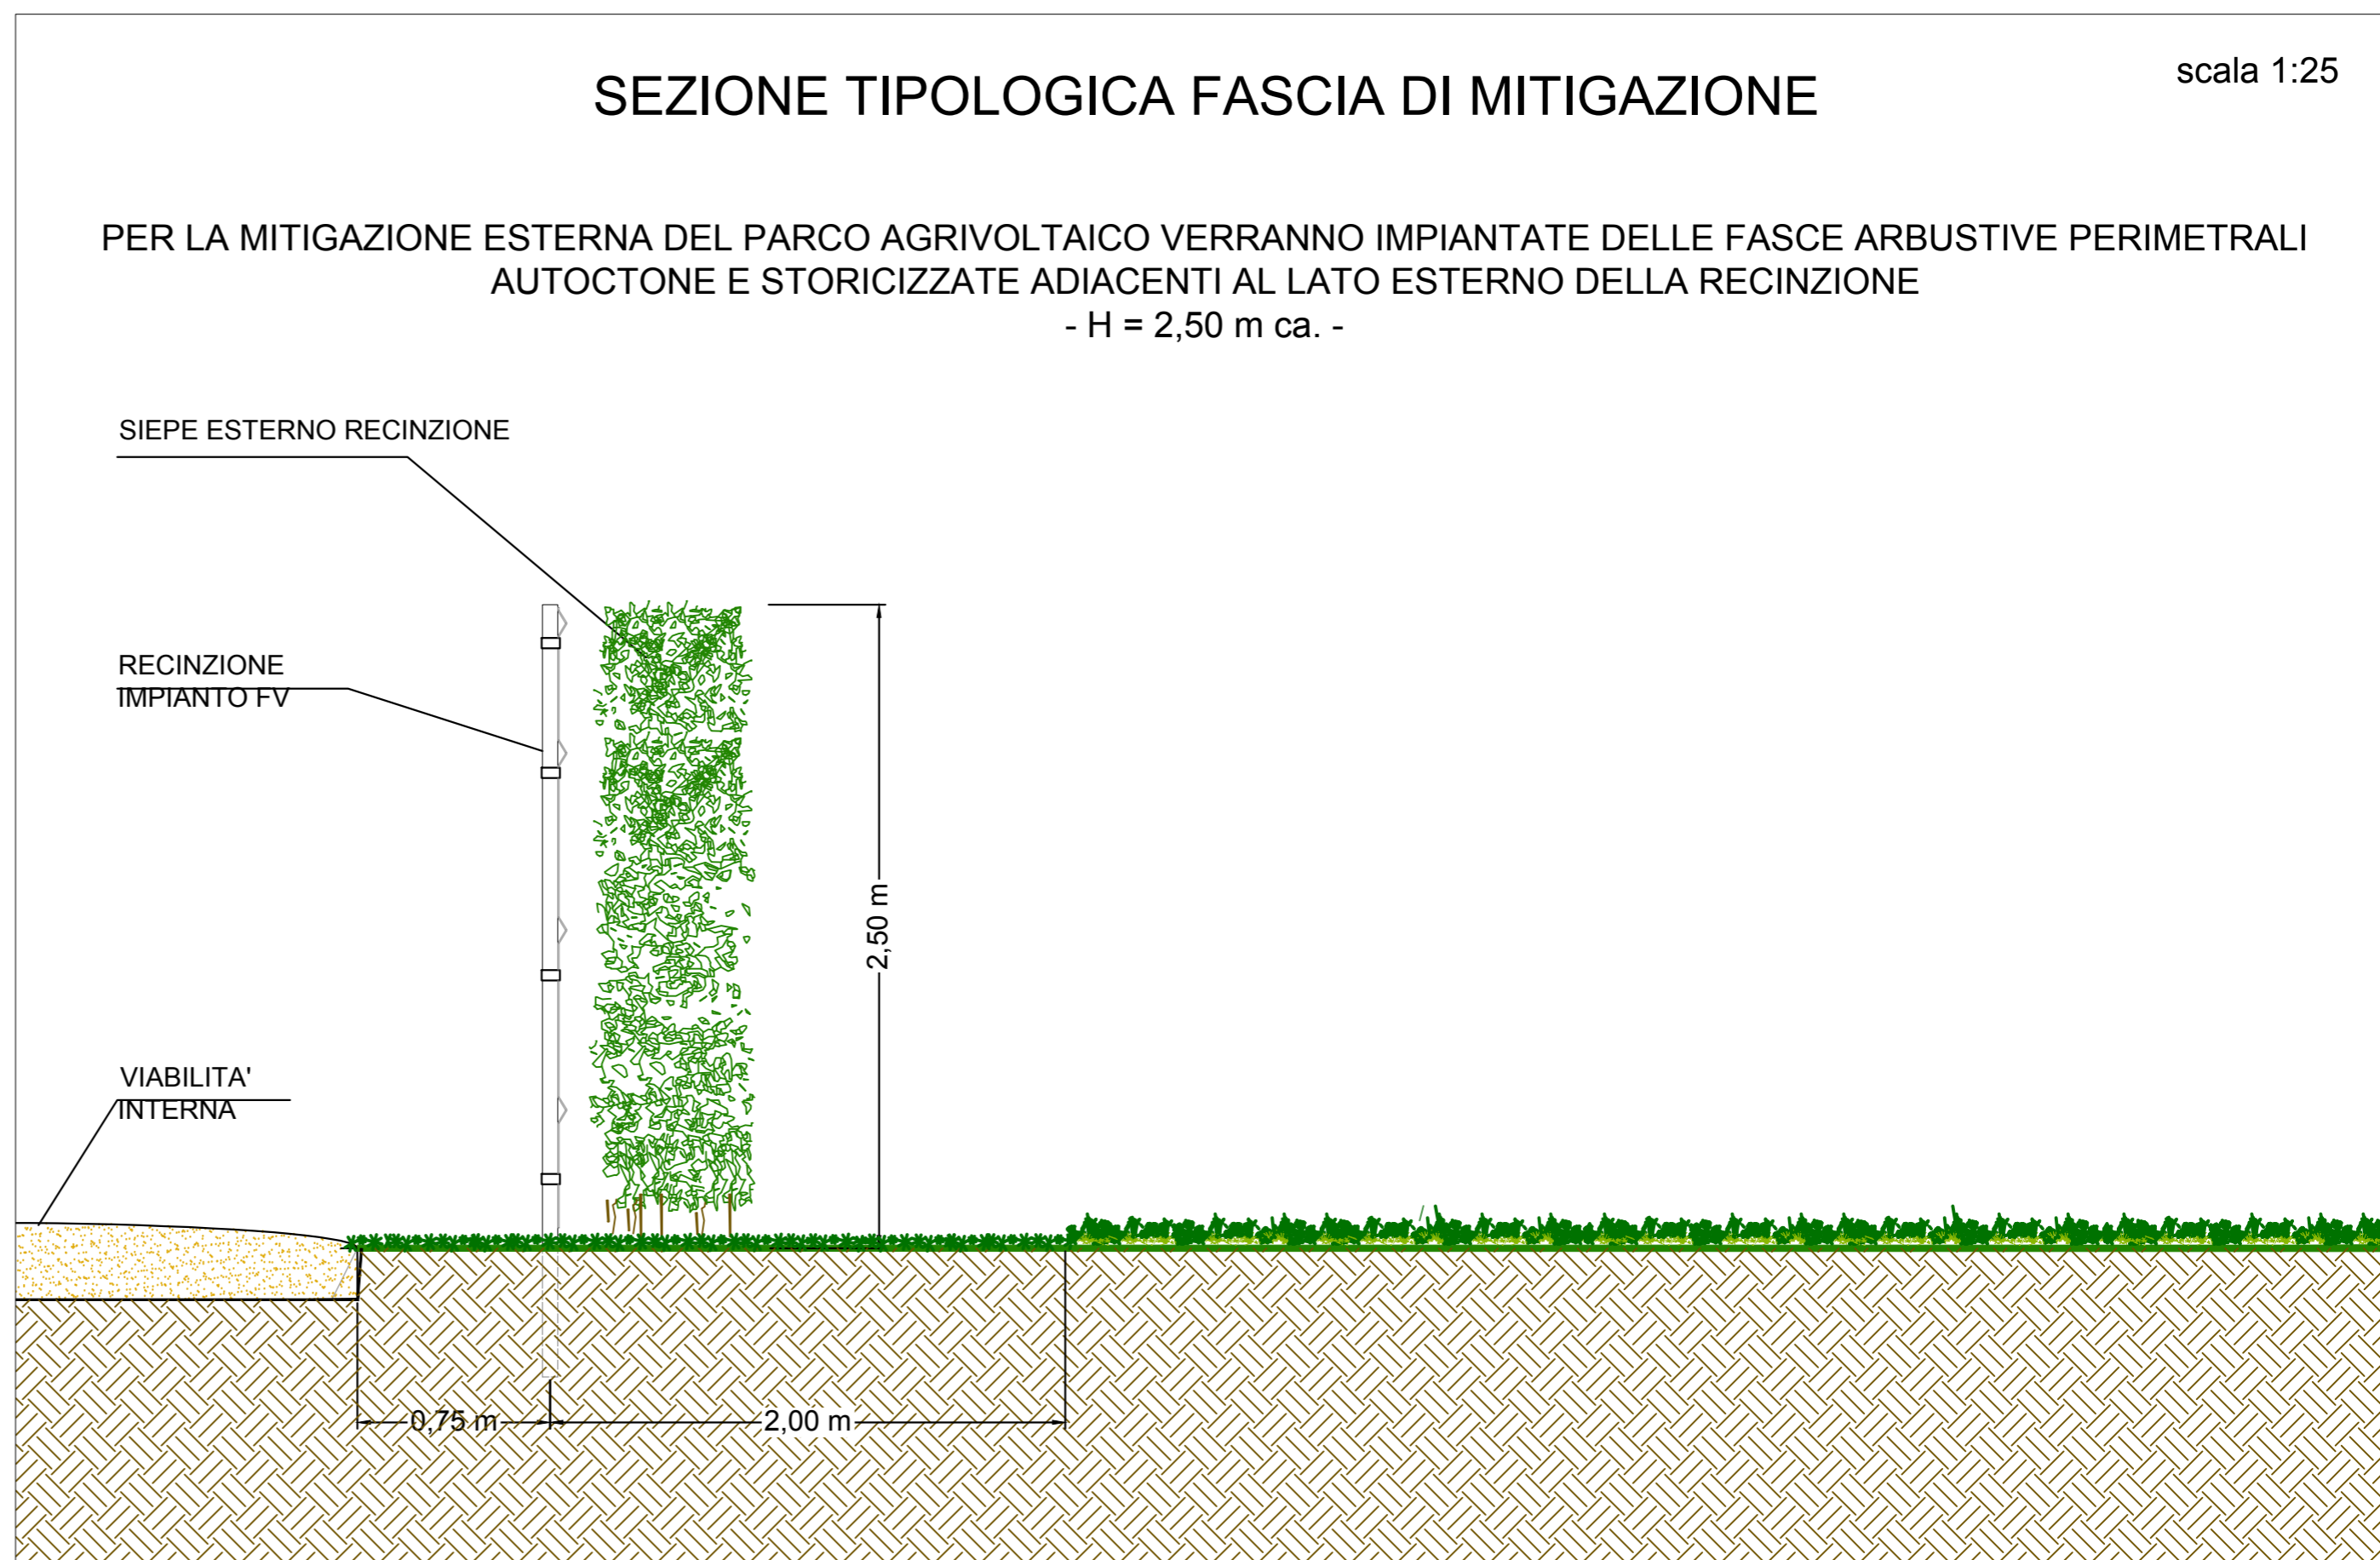 SEZIONE TIPOLOGICA FASCIA DI MITIGAZIONE
scala 1:25
PER LA MITIGAZIONE ESTERNA DEL PARCO AGRIVOLTAICO VERRANNO IMPIANTATE DELLE FASCE ARBUSTIVE PERIMETRALI
AUTOCTONE E STORICIZZATE ADIACENTI AL LATO ESTERNO DELLA RECINZIONE
- H = 2,50 m ca. -
SIEPE ESTERNO RECINZIONE
RECINZIONE
IMPIANTO FV
2,50 m
VIABILITA'
INTERNA
0,75 m
2,00 m